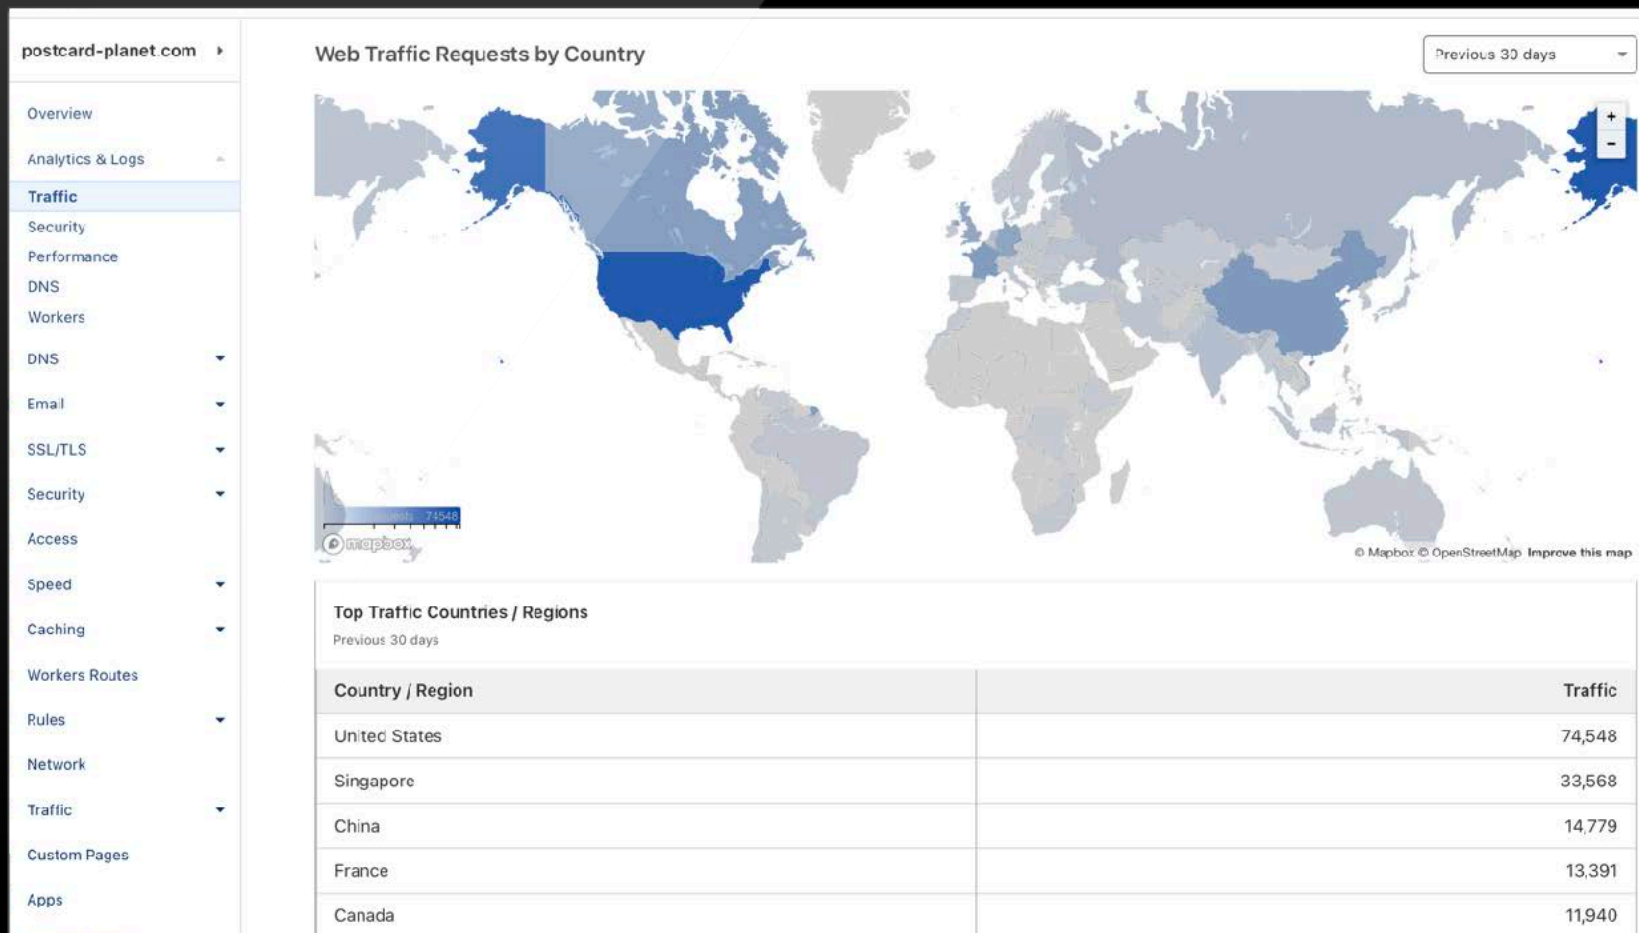 postcard-planet.com
Overview
Analytics & Logs
Traffic
Security
Performance
DNS
Workers
DNS
Email
SSL/TLS
Security
Access
Speed
Caching
Workers Routes
Rules
Network
Traffic
Custom Pages
Apps
Web Traffic Requests by Country
Previous 30 days
+
-
74548
mapbox
© Mapbox © OpenStreetMap Improve this map
Top Traffic Countries / Regions
Previous 30 days
Country / Region Traffic
United States 74,548
Singapore 33,568
China 14,779
France 13,391
Canada 11,940